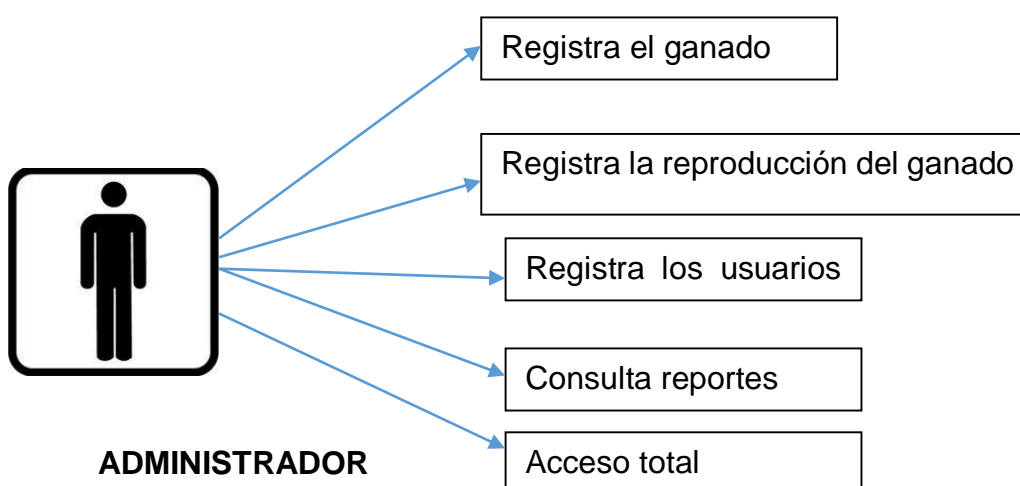 Registra el ganado
Registra la reproducción del ganado
Registra los usuarios
Consulta reportes
Acceso total
ADMINISTRADOR